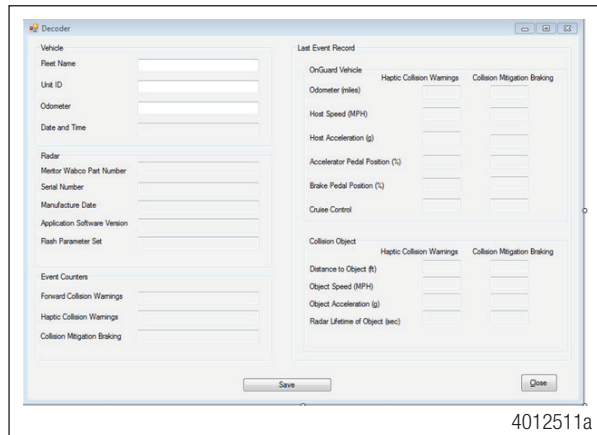 Decoder
Vehicle
Fleet Name
Unit ID
Odometer
Date and Time
Radar
Meritor Wabco Part Number
Serial Number
Manufacture Date
Application Software Version
Flash Parameter Set
Event Counters
Forward Collision Warnings
Haptic Collision Warnings
Collision Mitigation Braking
Last Event Record
OnGuard Vehicle
Haptic Collision Warnings Collision Mitigation Braking
Odometer (miles)
Host Speed (MPH)
Host Acceleration (g)
Accelerator Pedal Position (%)
Brake Pedal Position (%)
Cruise Control
Collision Object
Haptic Collision Warnings Collision Mitigation Braking
Distance to Object (ft)
Object Speed (MPH)
Object Acceleration (g)
Radar Lifetime of Object (sec)
Save
Close
4012511a